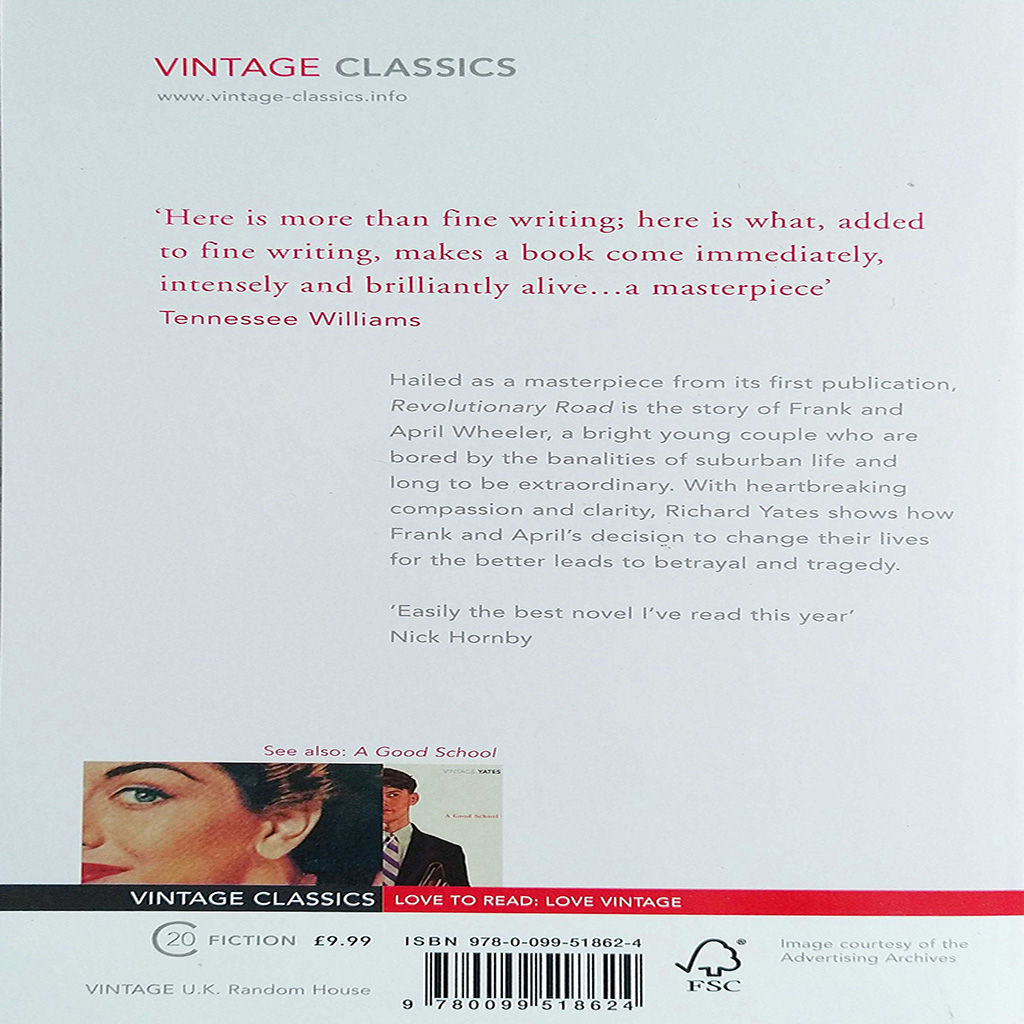 VINTAGE CLASSICS
www.vintage-classics.info
‘Here is more than fine writing; here is what, added
to fine writing, makes a book come immediately,
intensely and brilliantly alive...a masterpiece’
Tennessee Williams
Hailed as a masterpiece from its first publication,
Revolutionary Road is the story of Frank and
April Wheeler, a bright young couple who are
bored by the banalities of suburban life and
long to be extraordinary. With heartbreaking
compassion and clarity, Richard Yates shows how
Frank and April's decision to change their lives
for the better leads to betrayal and tragedy.
'Easily the best novel I've read this year'
Nick Hornby
See also: A Good School
VINTAGE YATES
A Good School
VINTAGE CLASSICS LOVE TO READ: LOVE VINTAGE
C20 FICTION £9.99 ISBN 978-0-099-51862-4
VINTAGE U.K. Random House
9 780099 518624
® FSC
Image courtesy of the
Advertising Archives